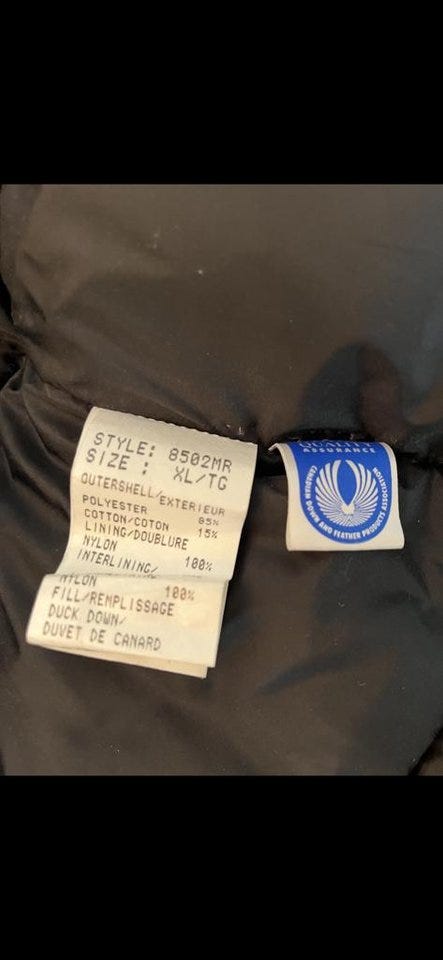 STYLE: 8502MR
SIZE : XL/TG
OUTERSHELL/EXTERIEUR
POLYESTER 85%
COTTON/COTON 15%
LINING/DOUBLURE
NYLON 100%
INTERLINING/
NYLON 100%
FILL/REMPLISSAGE
DUCK DOWN/
DUVET DE CANARD
QUALITY
ASSURANCE
CANADIAN DOWN AND FEATHER PRODUCTS ASSOCIATION